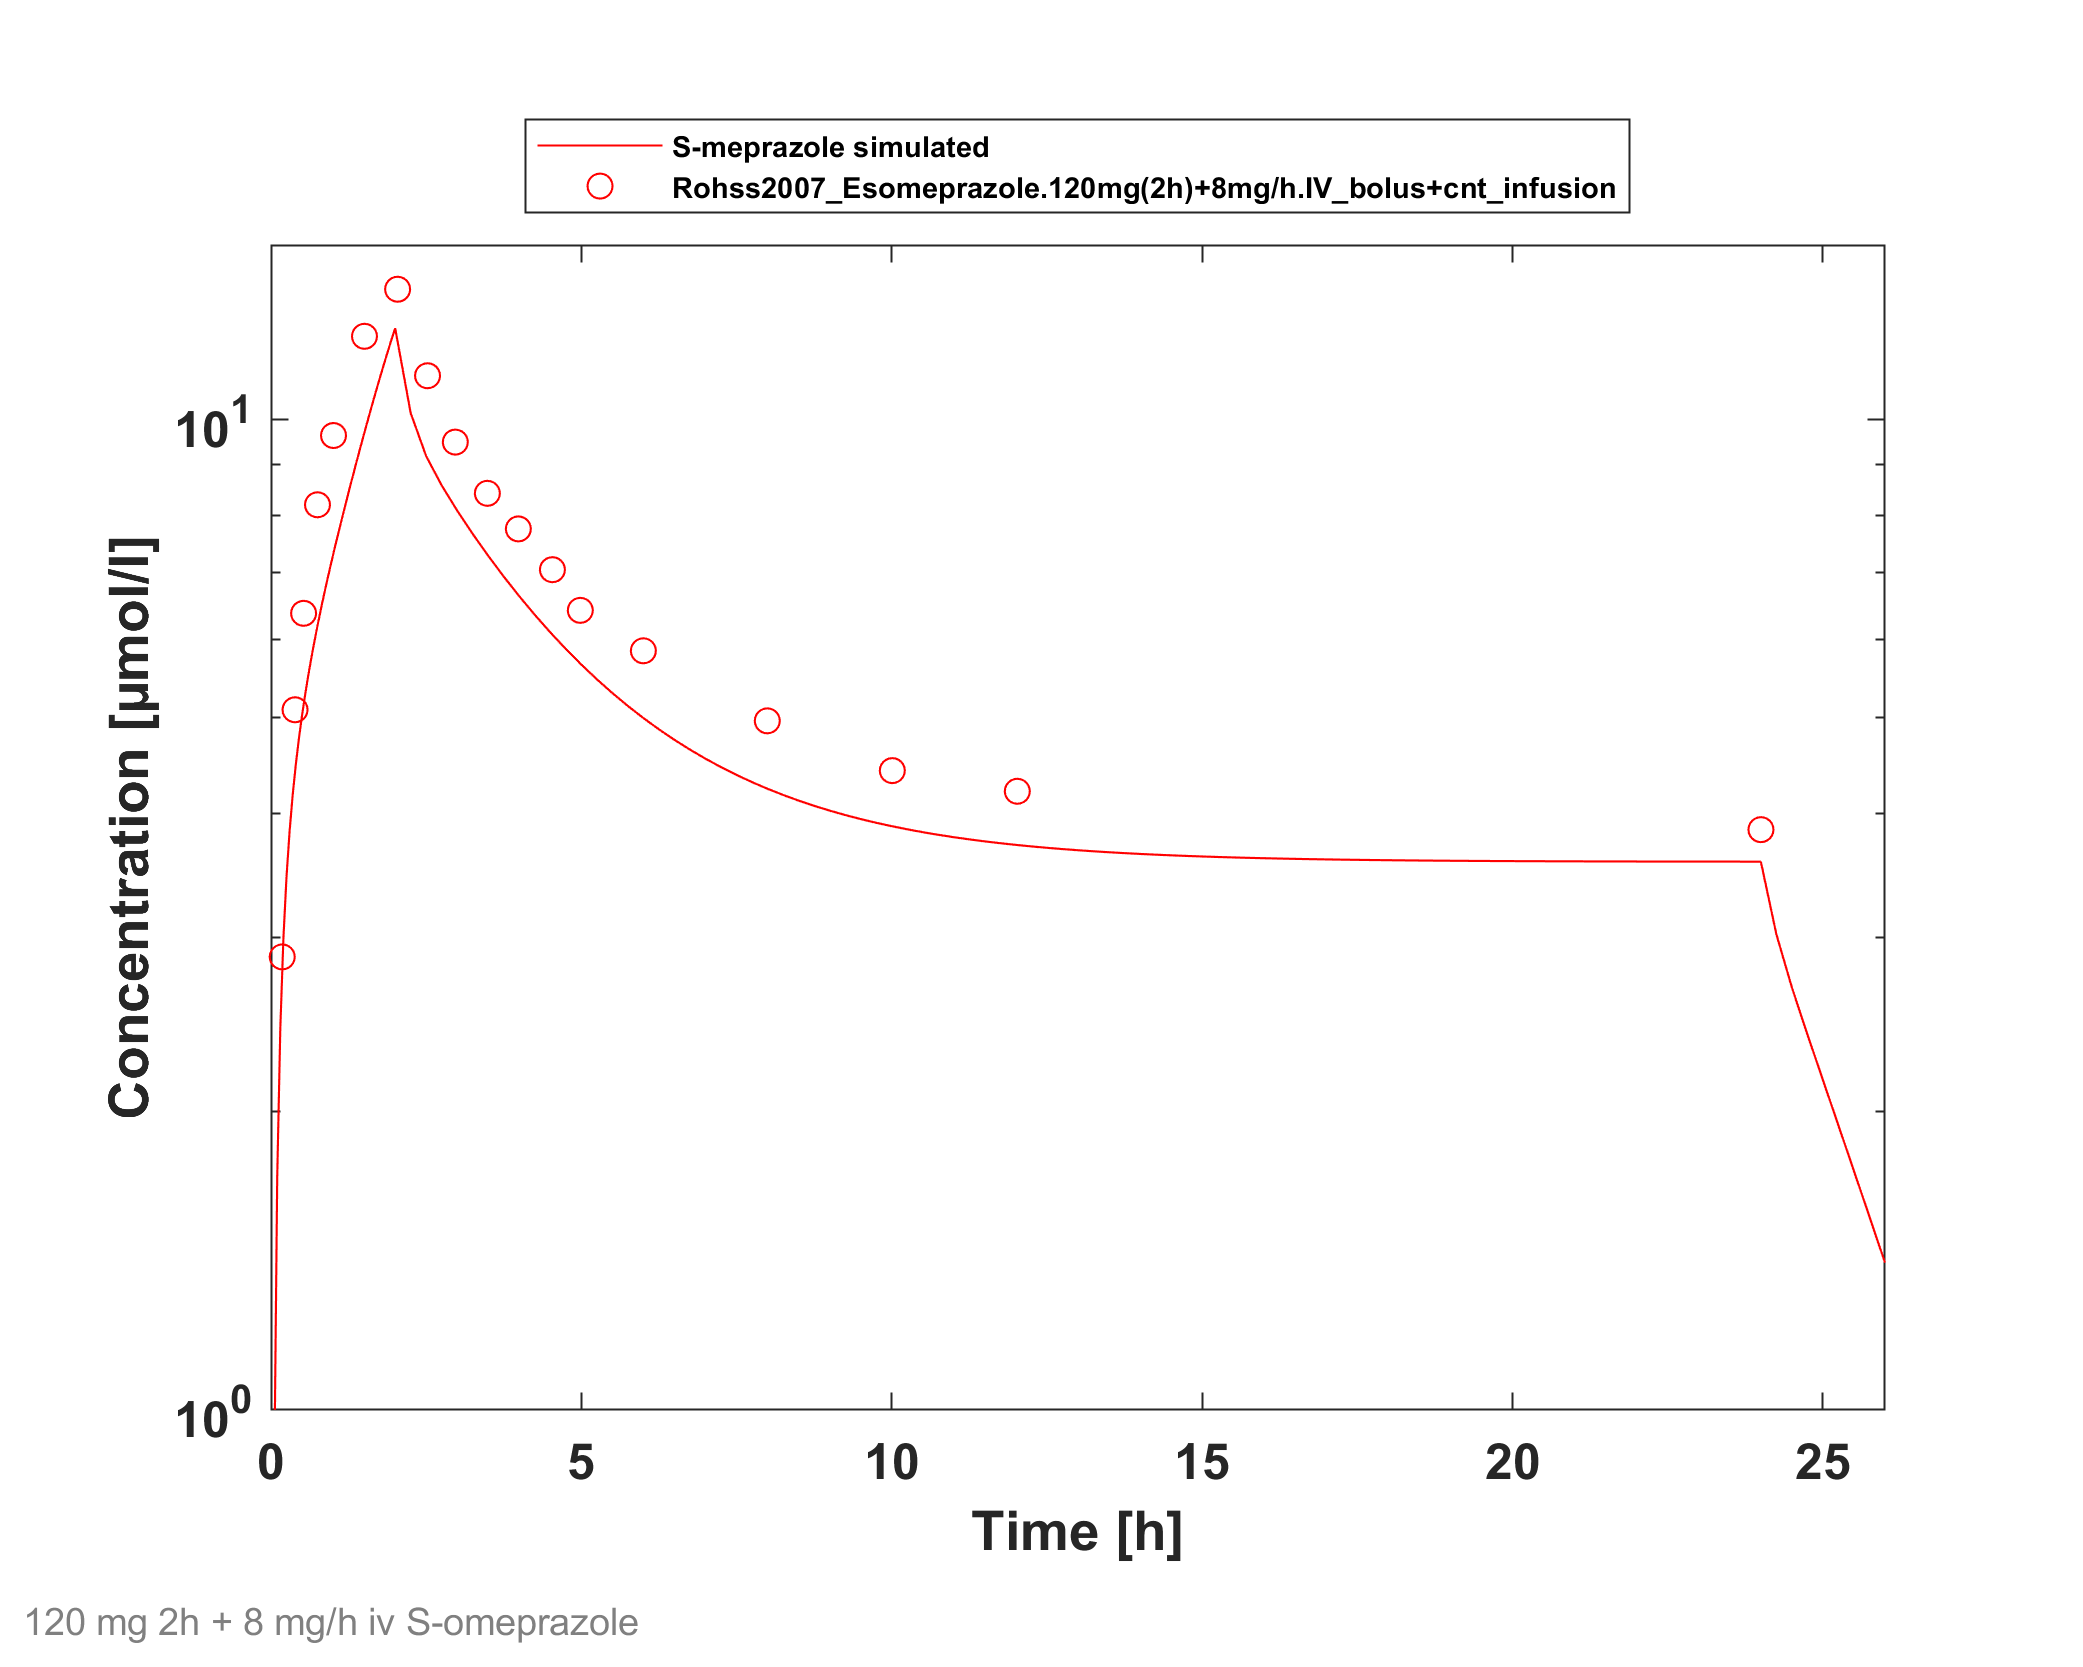 S-meprazole simulated
Rohss2007_Esomeprazole.120mg(2h)+8mg/h.IV_bolus+cnt_infusion
10^1
10^0
Concentration [µmol/l]
0 5 10 15 20 25
Time [h]
120 mg 2h + 8 mg/h iv S-omeprazole